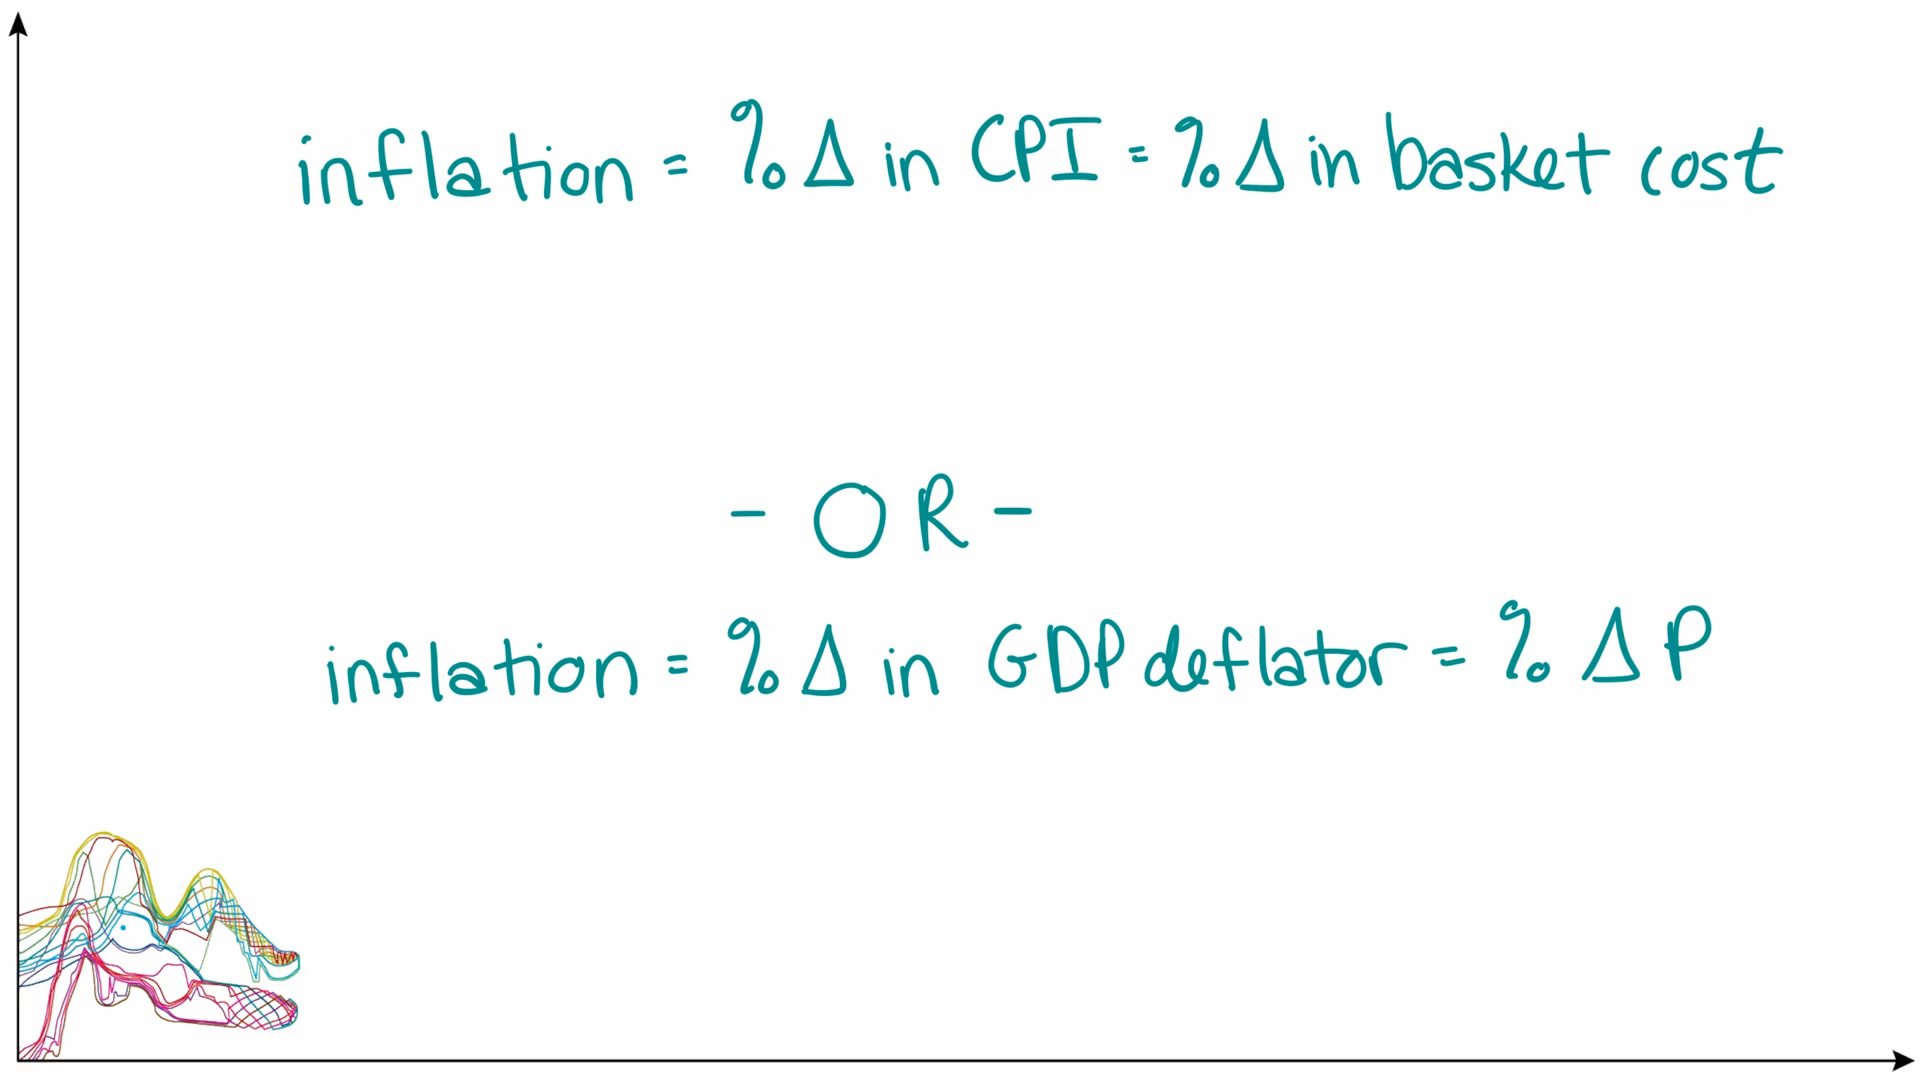 inflation = % Δ in CPI = % Δ in basket cost
- OR -
inflation = % Δ in GDP deflator = % Δ P